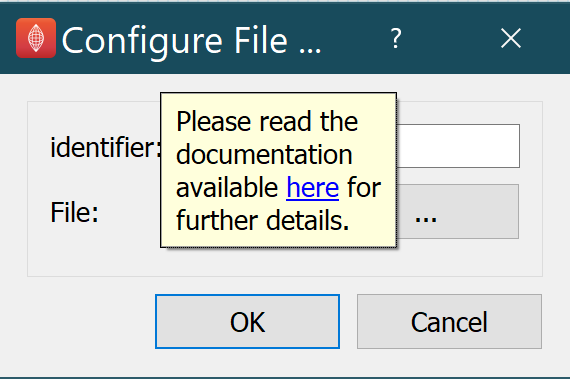 Configure File ...
?
identifier:
Please read the
documentation
available here for
further details.
File:
...
OK
Cancel